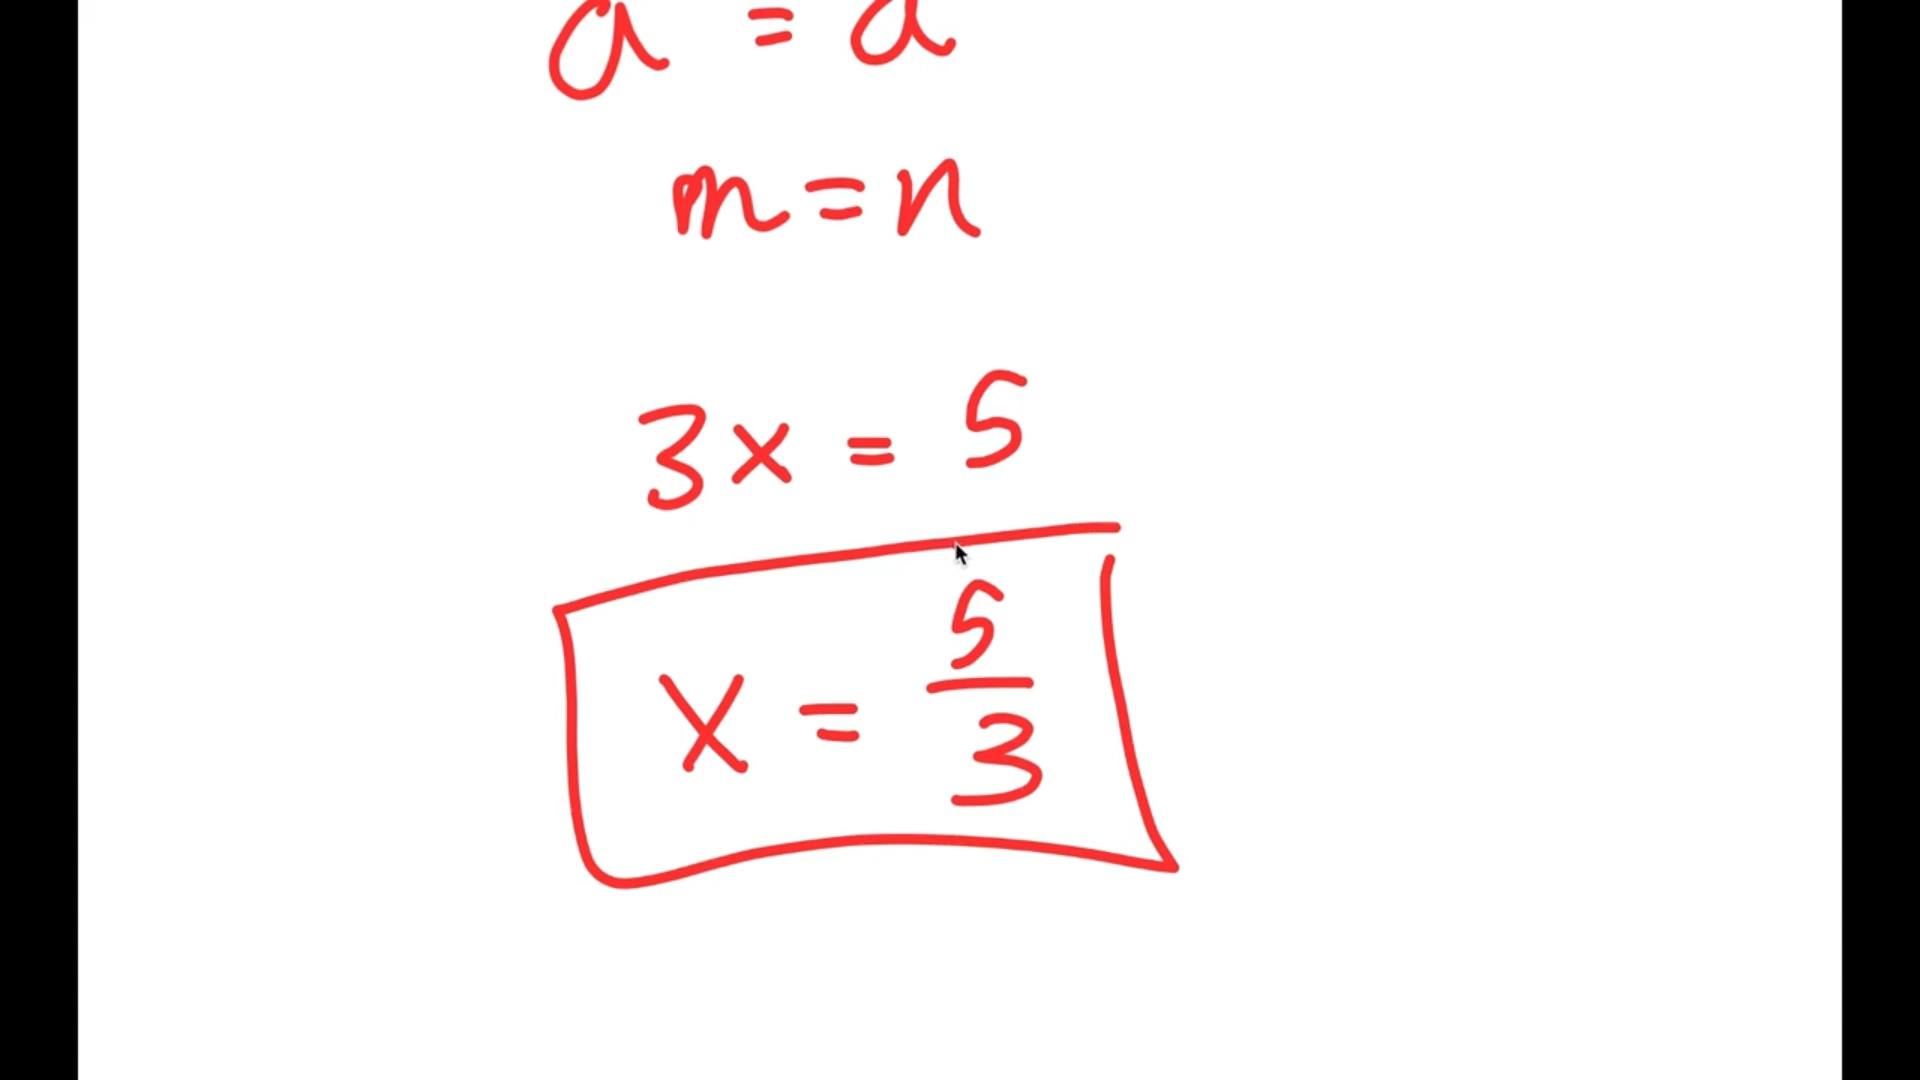 a = a
m = n
3x = 5
x = 5/3